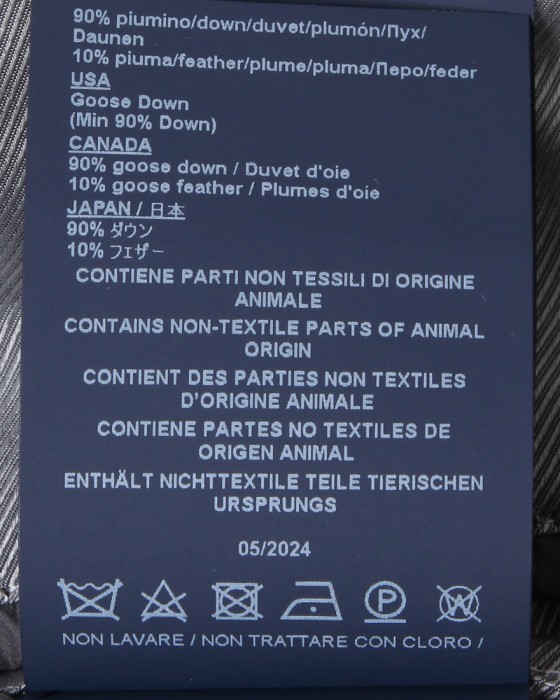 90% piumino/down/duvet/plumón/Пух/
Daunen
10% piuma/feather/plume/pluma/Перо/feder
USA
Goose Down
(Min 90% Down)
CANADA
90% goose down / Duvet d'oie
10% goose feather / Plumes d'oie
JAPAN / 日本
90% ダウン
10% フェザー
CONTIENE PARTI NON TESSILI DI ORIGINE
ANIMALE
CONTAINS NON-TEXTILE PARTS OF ANIMAL
ORIGIN
CONTIENT DES PARTIES NON TEXTILES
D'ORIGINE ANIMALE
CONTIENE PARTES NO TEXTILES DE
ORIGEN ANIMAL
ENTHÄLT NICHTTEXTILE TEILE TIERISCHEN
URSPRUNGS
05/2024
P W
NON LAVARE / NON TRATTARE CON CLORO /